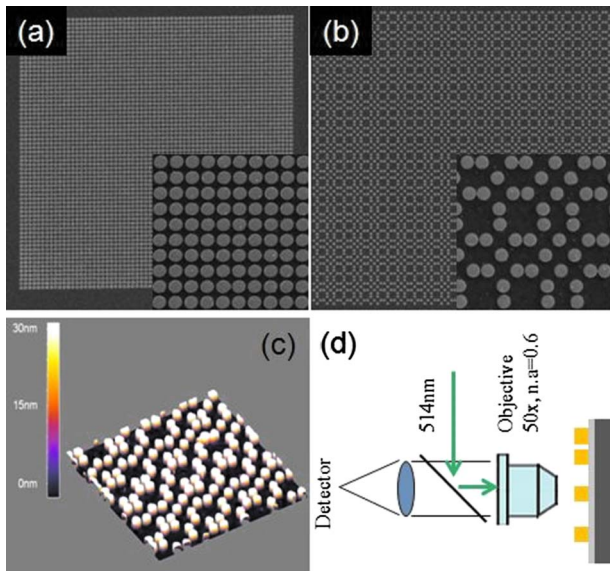 (a)
(b)
30nm
15nm
0nm
(c)
(d)
514nm
Objective
50x, n.a=0.6
Detector